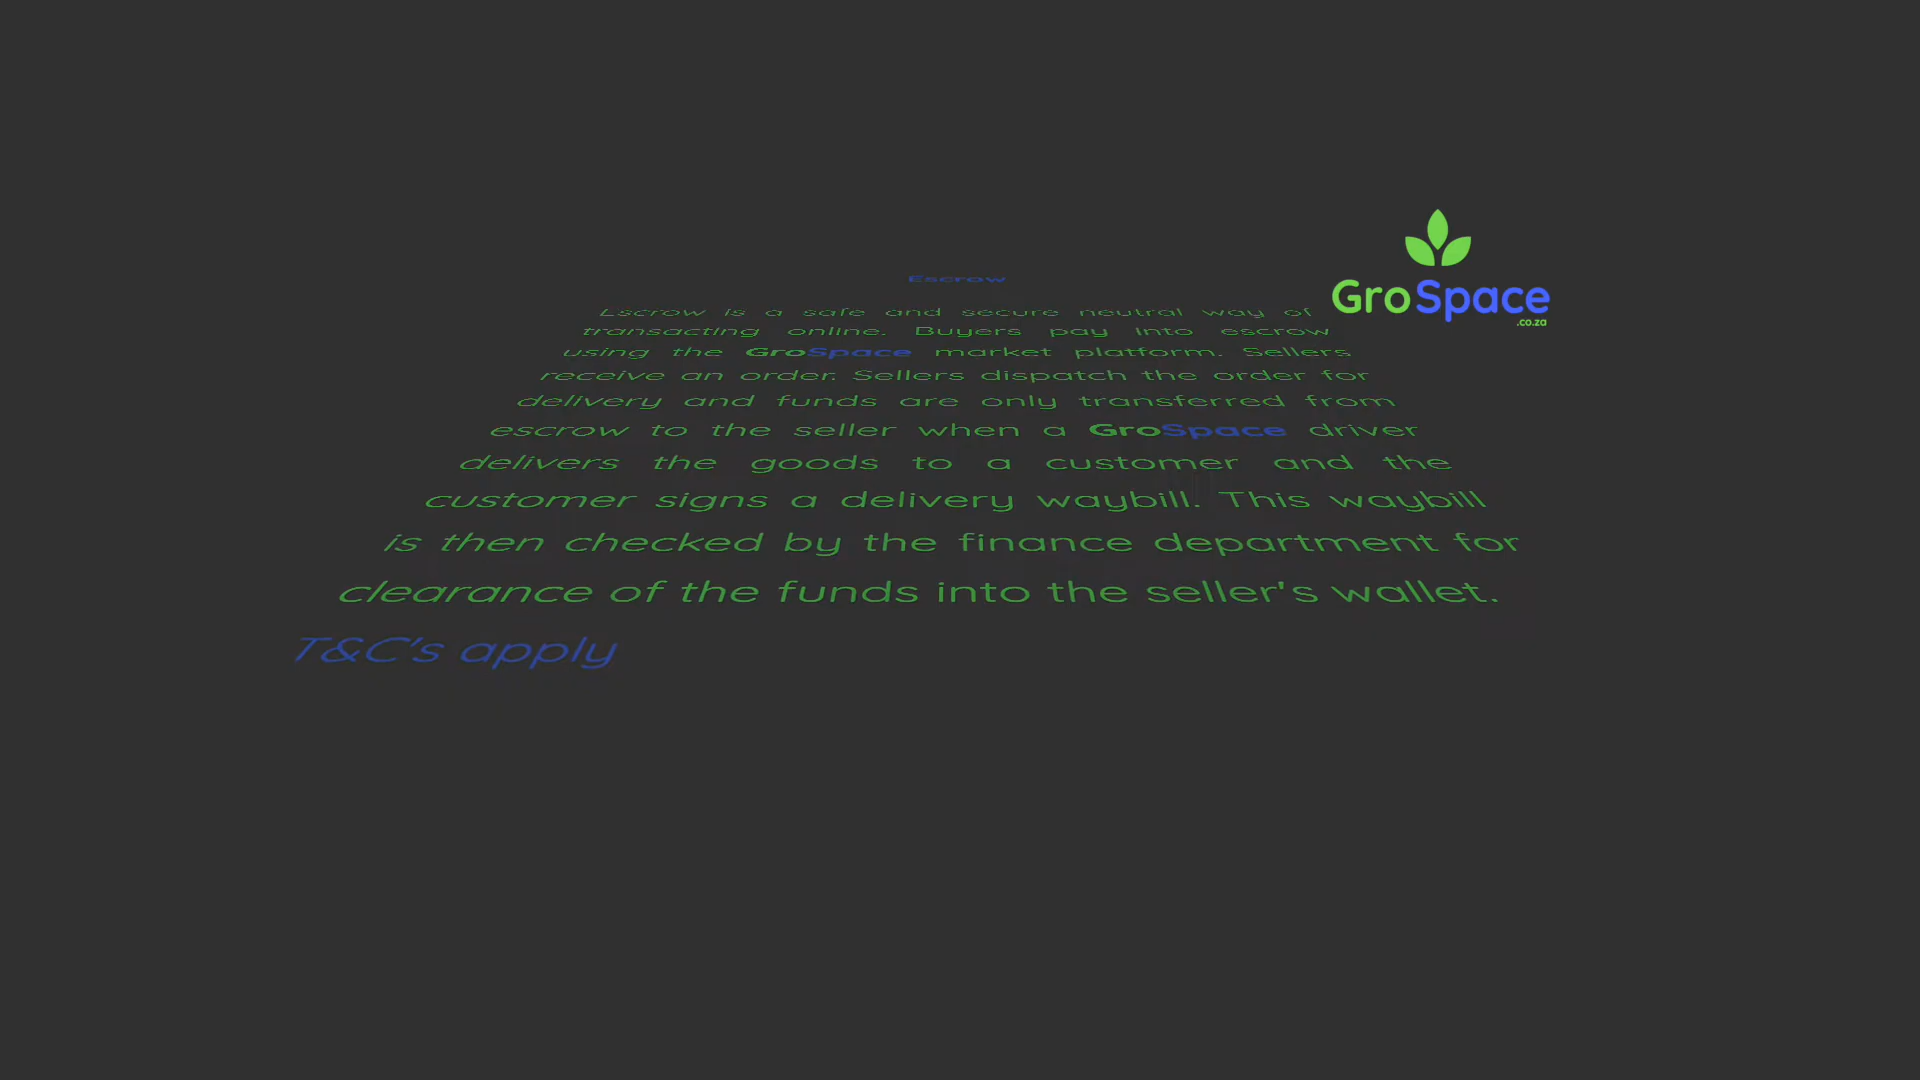 GroSpace
.co.za
Escrow
Escrow is a safe and secure neutral way of
transacting online. Buyers pay into escrow
using the GroSpace market platform. Sellers
receive an order. Sellers dispatch the order for
delivery and funds are only transferred from
escrow to the seller when a GroSpace driver
delivers the goods to a customer and the
customer signs a delivery waybill. This waybill
is then checked by the finance department for
clearance of the funds into the seller's wallet.
T&C's apply